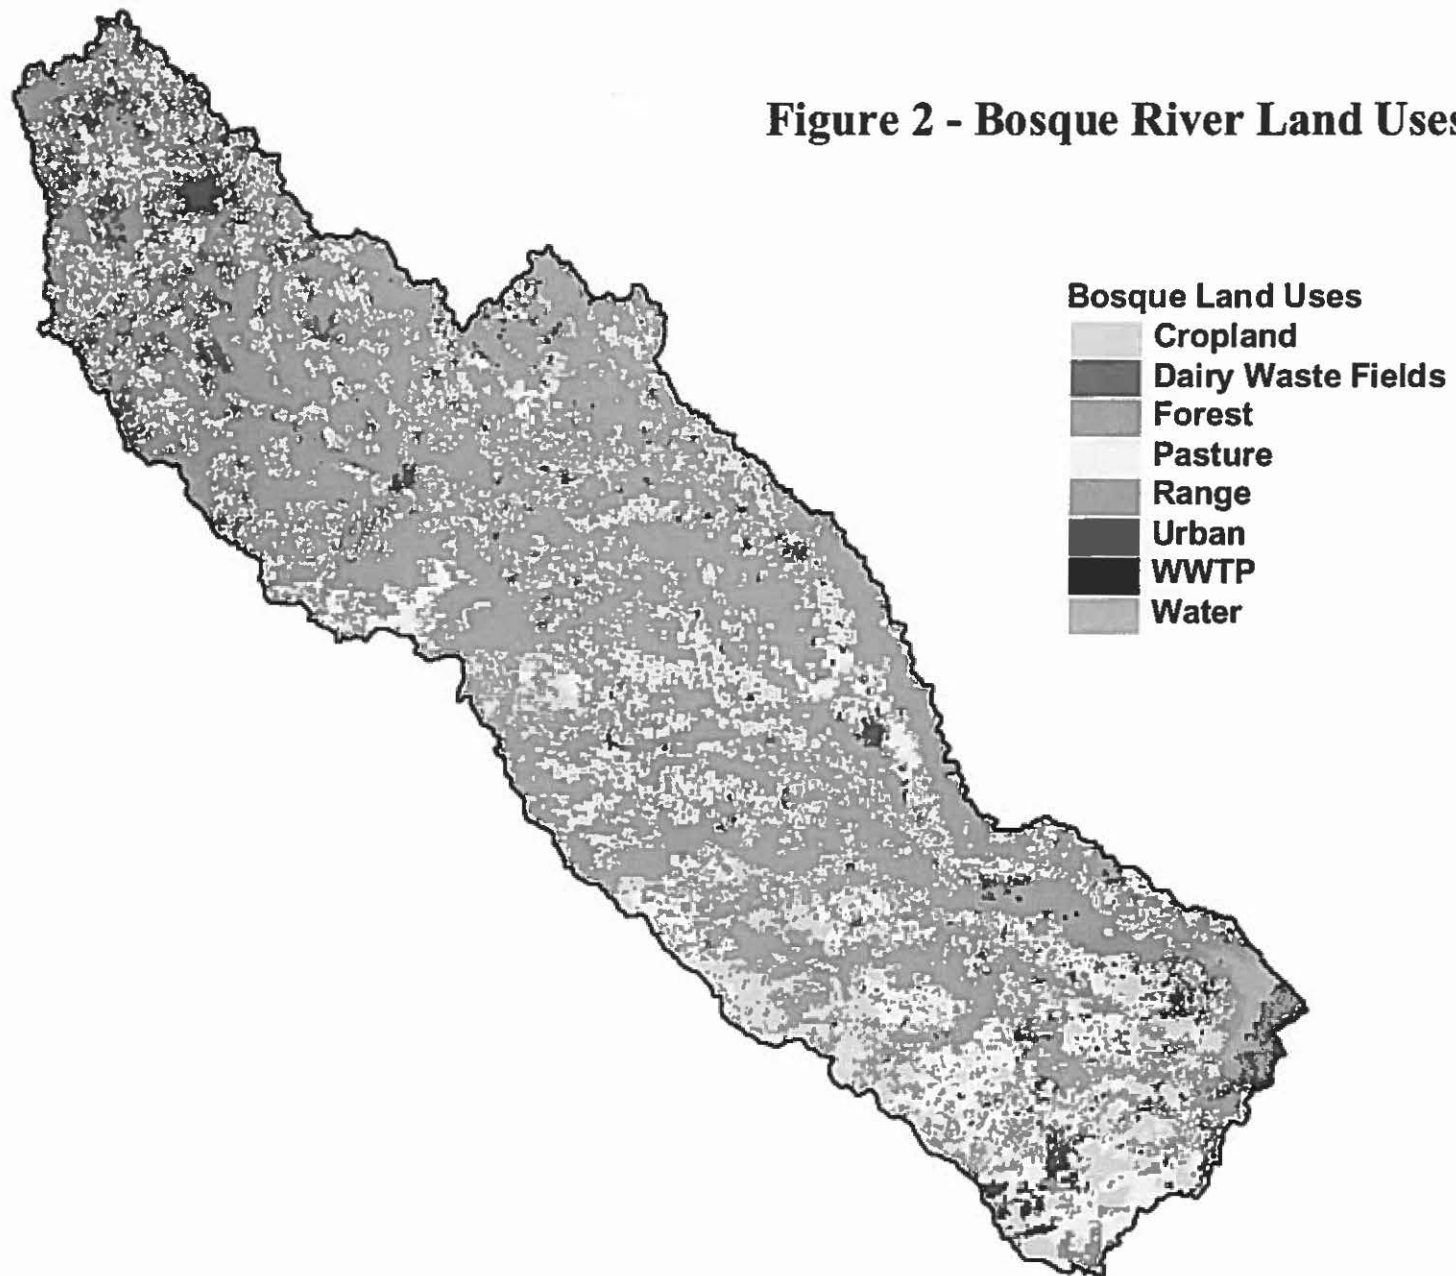 Figure 2 - Bosque River Land Uses
Bosque Land Uses
Cropland
Dairy Waste Fields
Forest
Pasture
Range
Urban
WWTP
Water